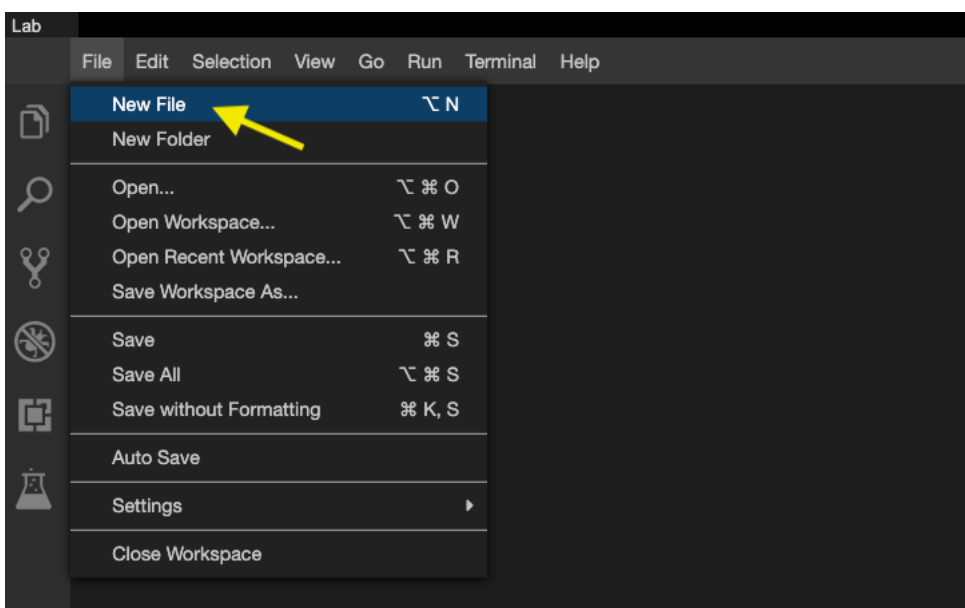 Lab
File Edit Selection View Go Run Terminal Help
New File ⌥ N
New Folder
Open... ⌥ ⌘ O
Open Workspace... ⌥ ⌘ W
Open Recent Workspace... ⌥ ⌘ R
Save Workspace As...
Save ⌘ S
Save All ⌥ ⌘ S
Save without Formatting ⌘ K, S
Auto Save
Settings
Close Workspace